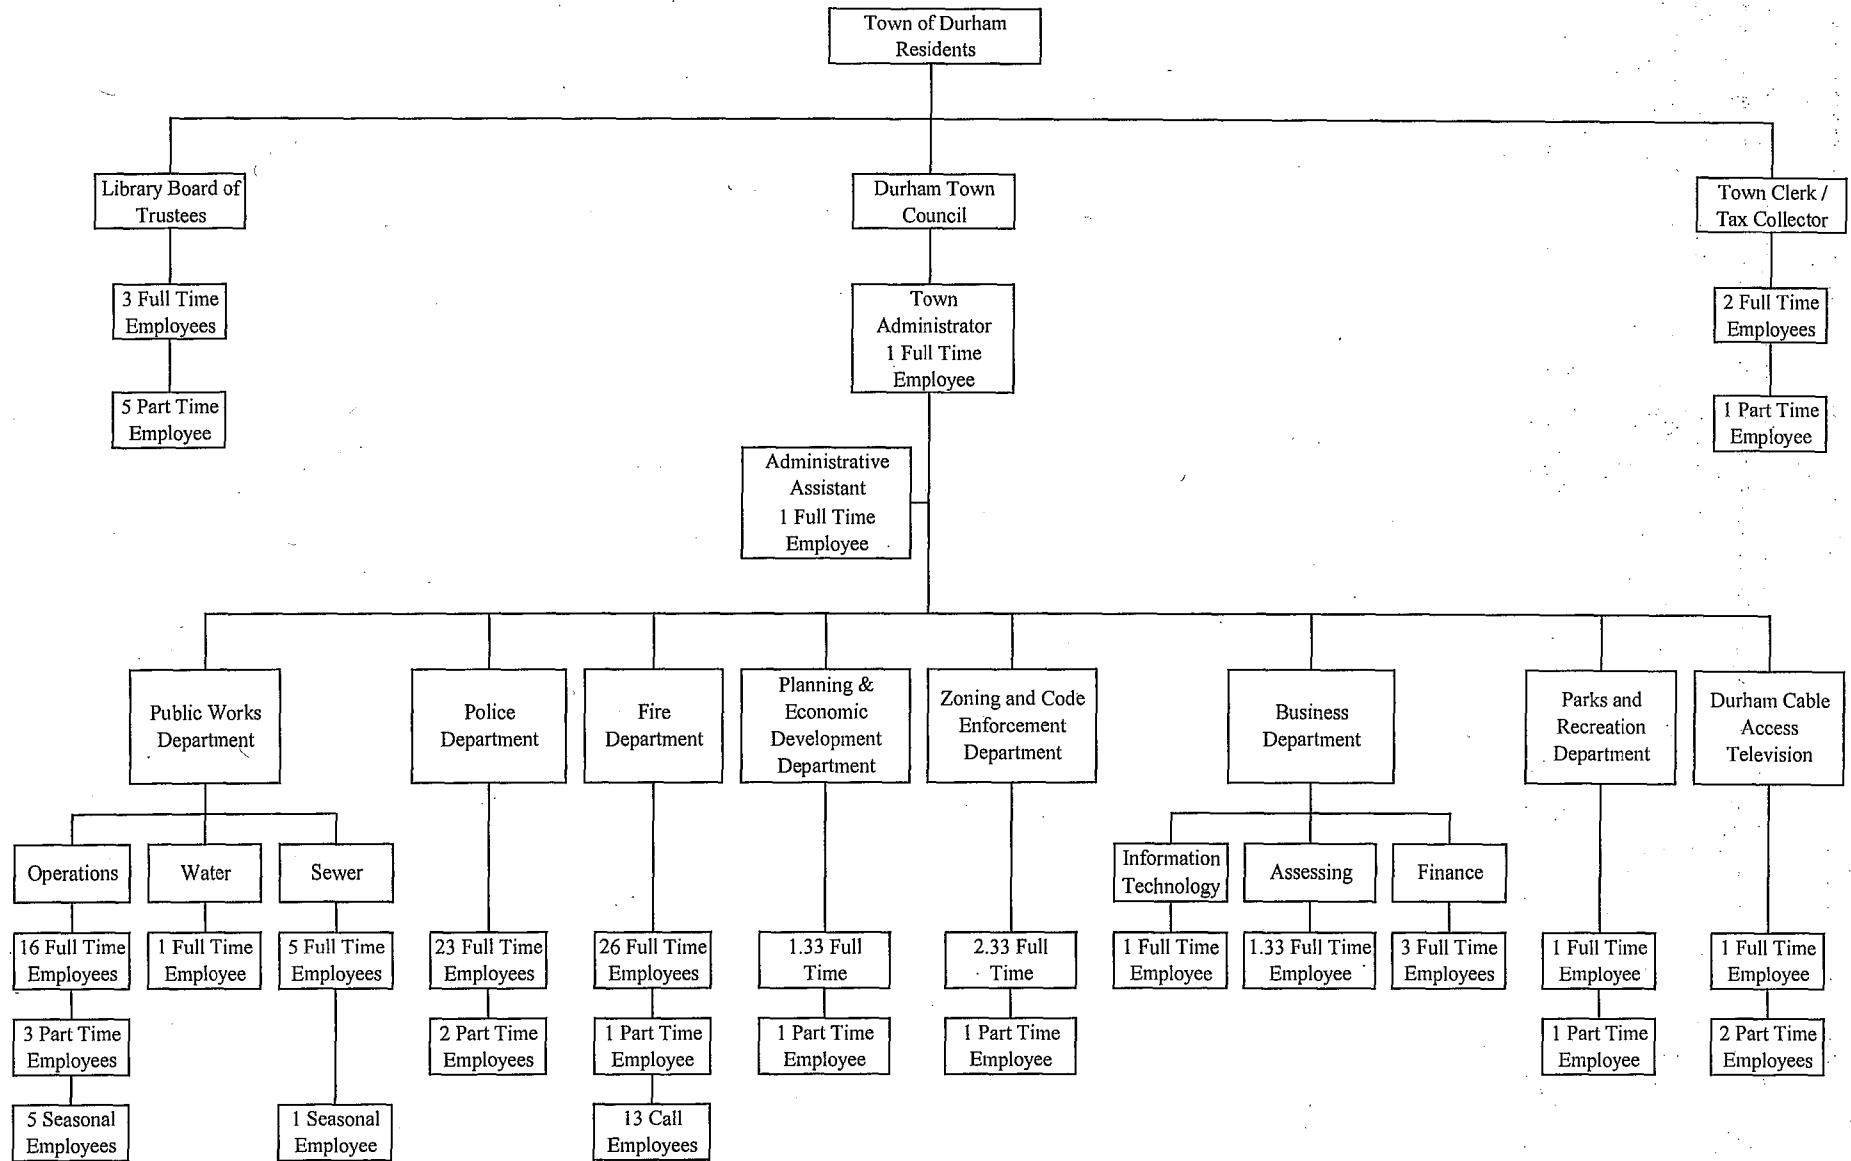 Town of Durham
Residents
Library Board of
Trustees
Durham Town
Council
Town Clerk /
Tax Collector
3 Full Time
Employees
Town
Administrator
1 Full Time
Employee
2 Full Time
Employees
5 Part Time
Employee
1 Part Time
Employee
Administrative
Assistant
1 Full Time
Employee
Public Works
Department
Police
Department
Fire
Department
Planning &
Economic
Development
Department
Zoning and Code
Enforcement
Department
Business
Department
Parks and
Recreation
Department
Durham Cable
Access
Television
Operations
Water
Sewer
Information
Technology
Assessing
Finance
16 Full Time
Employees
1 Full Time
Employee
5 Full Time
Employees
23 Full Time
Employees
26 Full Time
Employees
1.33 Full
Time
2.33 Full
Time
1 Full Time
Employee
1.33 Full Time
Employee
3 Full Time
Employees
1 Full Time
Employee
1 Full Time
Employee
3 Part Time
Employees
2 Part Time
Employees
1 Part Time
Employee
1 Part Time
Employee
1 Part Time
Employee
1 Part Time
Employee
2 Part Time
Employees
5 Seasonal
Employees
1 Seasonal
Employee
13 Call
Employees